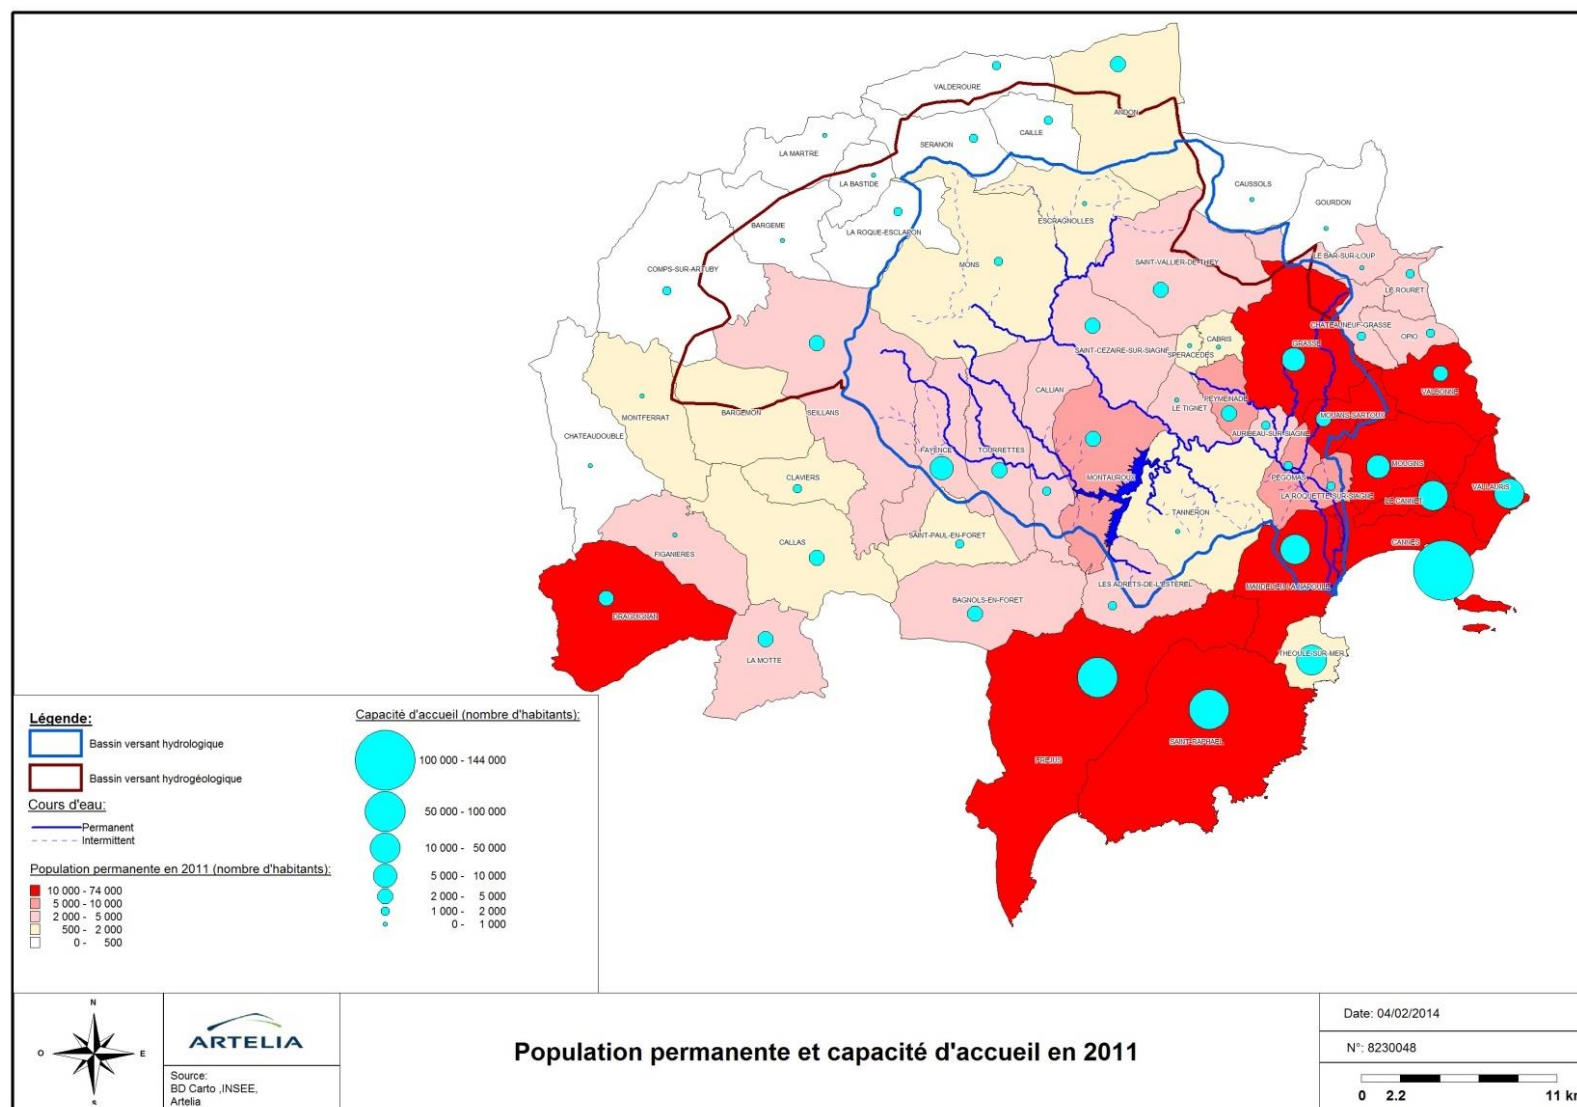 VALDEROURE
ANDON
CAILLE
SERANON
LA MARTRE
LA BASTIDE
CAUSSOLS
GOURDON
ESCRAGNOLLES
BARGEME
LA ROQUE-ESCLAPON
LE BAR-SUR-LOUP
SAINT-VALLIER-DE-THEY
MONS
COMPS-SUR-ARTUBY
LE ROURET
CHATEAUNEUF-GRASSE
OPIO
CABRIS
GRASSE
SAINT-CEZAIRE-SUR-SIAGNE
SPERACEDES
CALLIAN
VALBONNE
PEYMENADE
LE TIGNET
MONTFERRAT
BARGEMON
SEILLANS
MOUANS-SARTOUX
AURIBEAU-SUR-SIAGNE
CHATEAUDOUBLE
FAYENCE
TOURRETTES
MOUGINS
CLAVIERS
MONTAUROUX
PEGOMAS
VALLAURIS
LA ROQUETTE-SUR-SIAGNE
LE CANNET
TANNERON
SAINT-PAUL-EN-FORET
CALLAS
CANNES
FIGANIERES
LES ADRETS-DE-L'ESTEREL
MANDELIEU-LA-NAPOULE
BAGNOLS-EN-FORET
DRAGUIGNAN
THEOULE-SUR-MER
LA MOTTE
SAINT-RAPHAEL
FREJUS
Légende:
Bassin versant hydrologique
Bassin versant hydrogéologique
Cours d'eau:
Permanent
Intermittent
Population permanente en 2011 (nombre d'habitants):
10 000 - 74 000
5 000 - 10 000
2 000 - 5 000
500 - 2 000
0 - 500
Capacité d'accueil (nombre d'habitants):
100 000 - 144 000
50 000 - 100 000
10 000 - 50 000
5 000 - 10 000
2 000 - 5 000
1 000 - 2 000
0 - 1 000
N
O E
S
ARTELIA
Source:
BD Carto ,INSEE,
Artelia
Population permanente et capacité d'accueil en 2011
Date: 04/02/2014
N°: 8230048
0 2.2 11 km